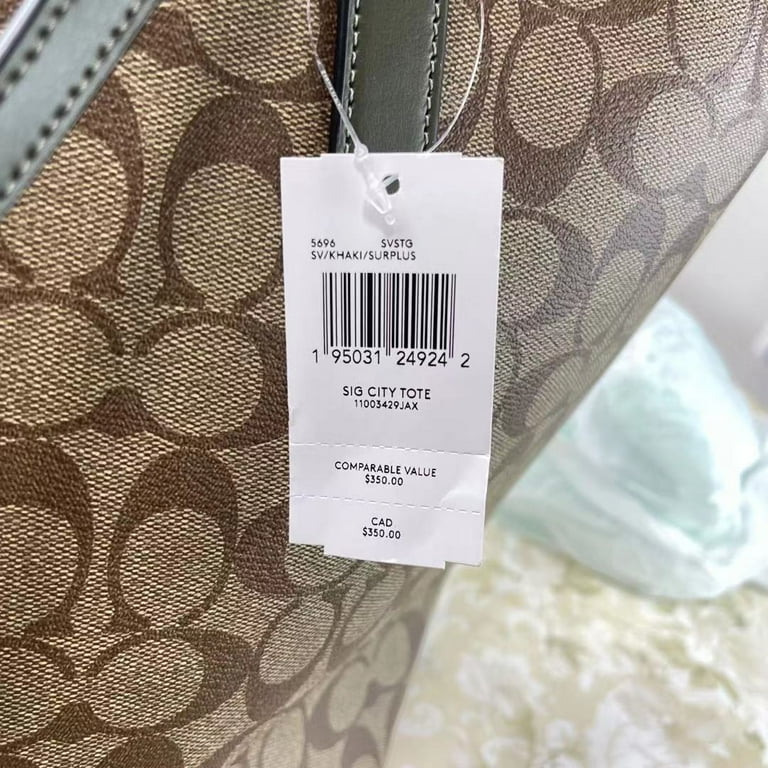 5696 SVSTG
SV/KHAKI/SURPLUS
1 95031 24924 2
SIG CITY TOTE
11003429JAX
COMPARABLE VALUE
$350.00
CAD
$350.00